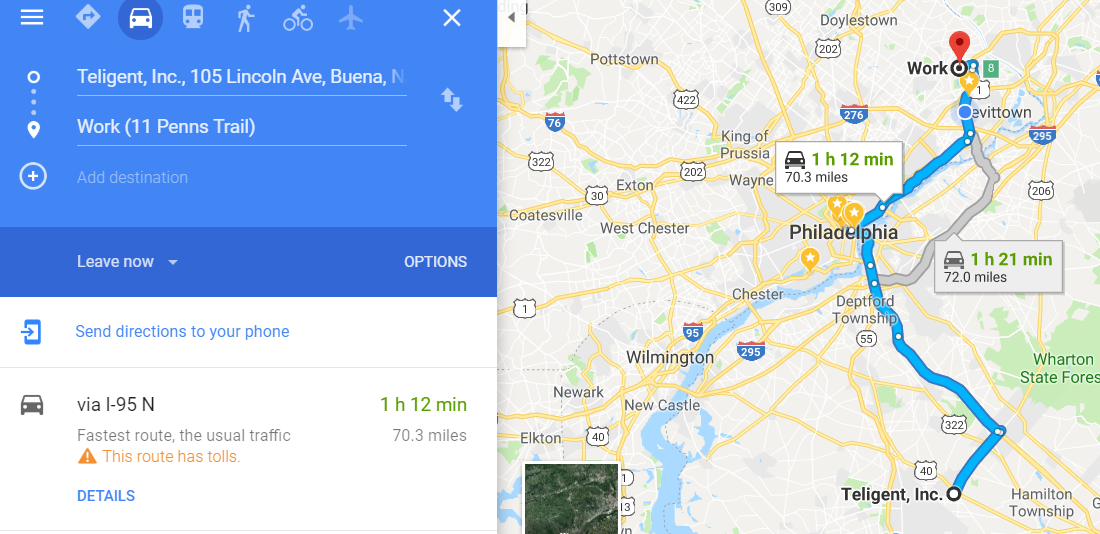 Teligent, Inc., 105 Lincoln Ave, Buena, N
Work (11 Penns Trail)
Add destination
Leave now
OPTIONS
Send directions to your phone
via I-95 N
1 h 12 min
Fastest route, the usual traffic
70.3 miles
This route has tolls.
DETAILS
309
Doylestown
202
Pottstown
Work
8
1
422
76
276
evittown
295
King of
Prussia
1 h 12 min
70.3 miles
322
202
Wayne
Exton
30
206
Coatesville
West Chester
Philadelphia
1 h 21 min
72.0 miles
Chester
1
Deptford
Township
95
295
55
Wilmington
Wharton
State Fores
Newark
New Castle
322
Elkton
40
40
1
Teligent, Inc.
Hamilton
Township
13